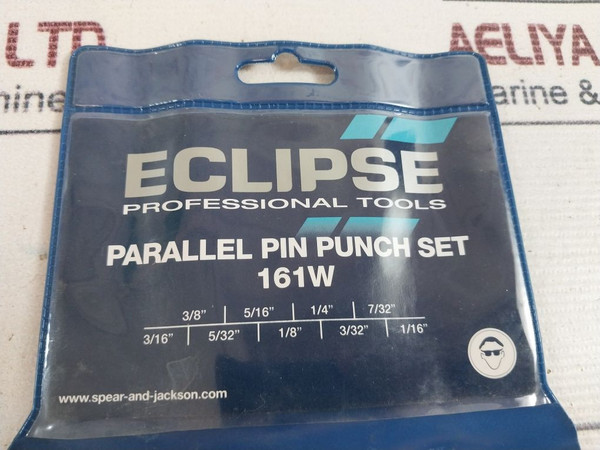 LTD
AELIYA
arine &
ECLIPSE
PROFESSIONAL TOOLS
PARALLEL PIN PUNCH SET
161W
3/8" 5/16" 1/4" 7/32"
3/16" 5/32" 1/8" 3/32" 1/16"
www.spear-and-jackson.com